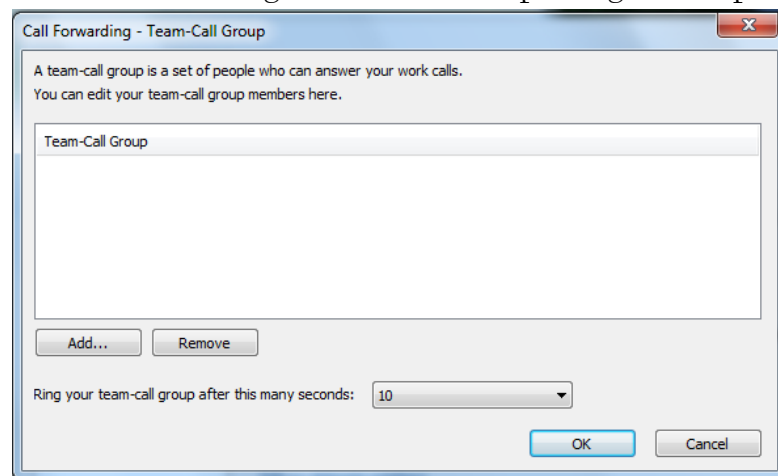 Call Forwarding - Team-Call Group
A team-call group is a set of people who can answer your work calls.
You can edit your team-call group members here.
Team-Call Group
Add... Remove
Ring your team-call group after this many seconds: 10
OK Cancel